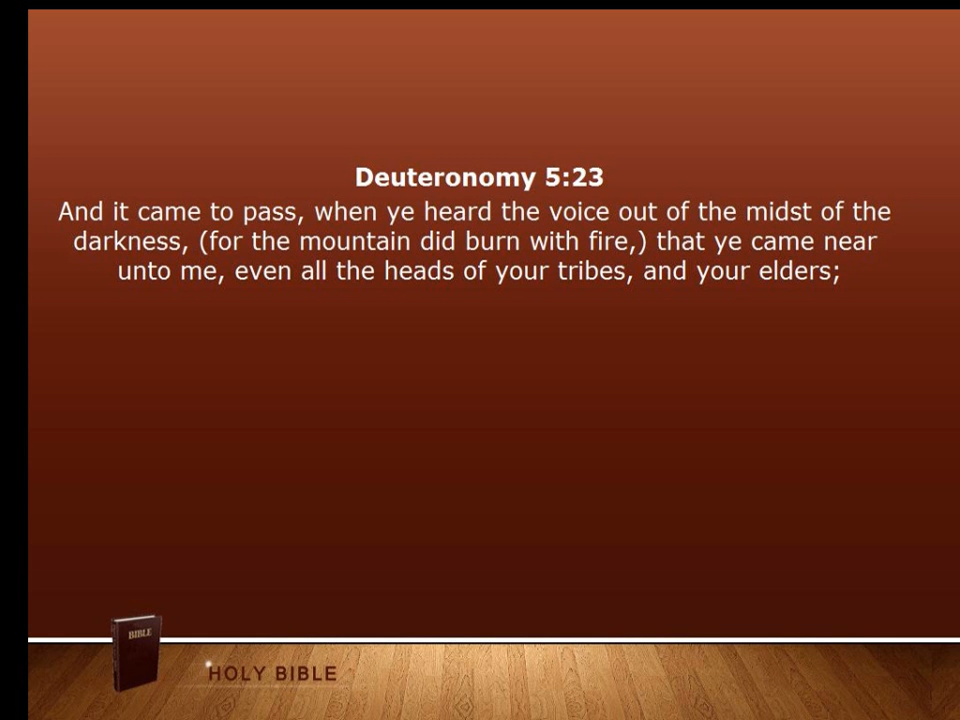 Deuteronomy 5:23
And it came to pass, when ye heard the voice out of the midst of the
darkness, (for the mountain did burn with fire,) that ye came near
unto me, even all the heads of your tribes, and your elders;
BIBLE
HOLY BIBLE